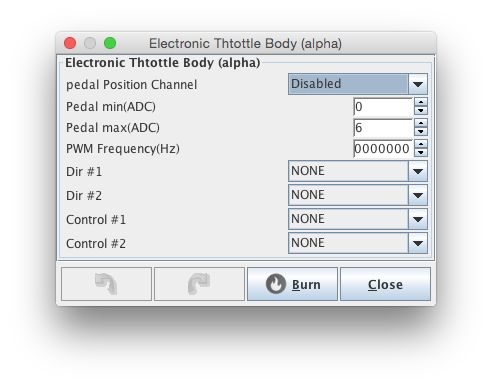 Electronic Thtottle Body (alpha)
Electronic Thtottle Body (alpha)
pedal Position Channel Disabled
Pedal min(ADC) 0
Pedal max(ADC) 6
PWM Frequency(Hz) 0000000
Dir #1 NONE
Dir #2 NONE
Control #1 NONE
Control #2 NONE
Burn Close